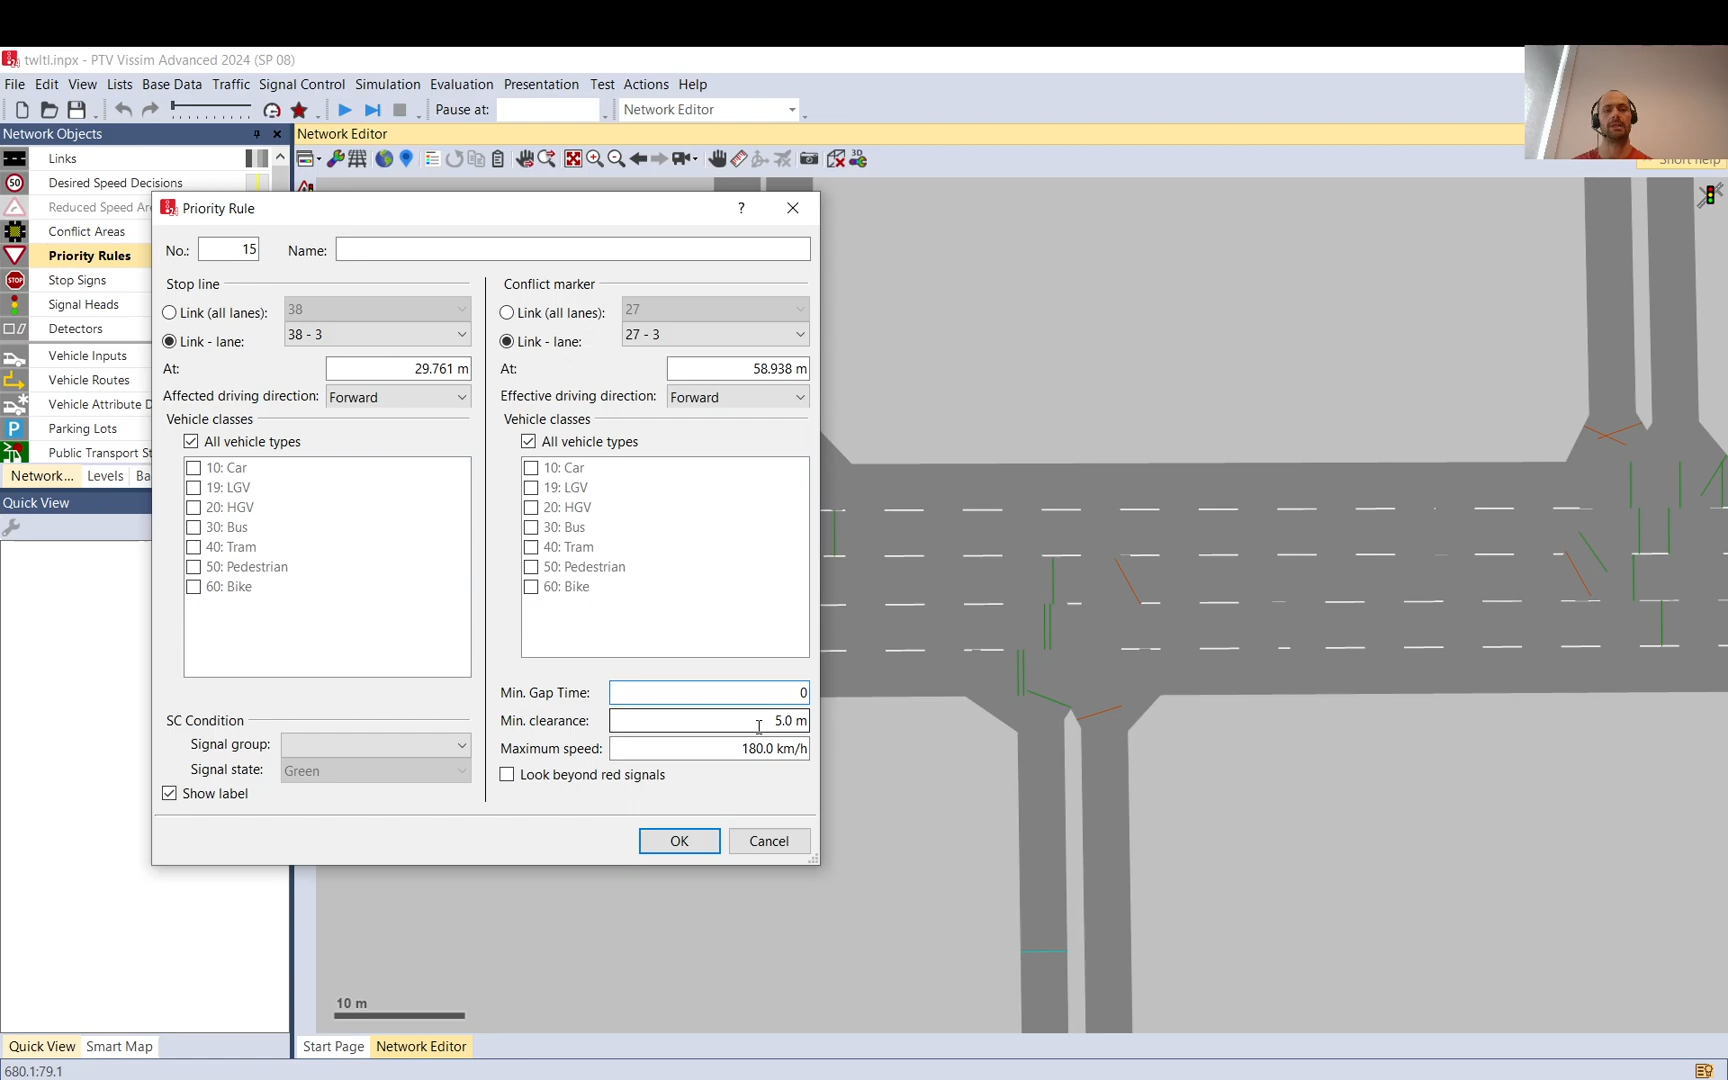 twltl.inpx - PTV Vissim Advanced 2024 (SP 08)
File Edit View Lists Base Data Traffic Signal Control Simulation Evaluation Presentation Test Actions Help
Pause at: Network Editor
Network Objects
Network Editor
Links
50 Desired Speed Decisions
Reduced Speed Are
Conflict Areas
Priority Rules
STOP Stop Signs
Signal Heads
Detectors
Vehicle Inputs
Vehicle Routes
Vehicle Attribute D
P Parking Lots
Public Transport St
Network... Levels Ba
Quick View
Short help
3D
Priority Rule
?
No.: 15 Name:
Stop line
Link (all lanes): 38
Link - lane: 38 - 3
At: 29.761 m
Affected driving direction: Forward
Vehicle classes
All vehicle types
10: Car
19: LGV
20: HGV
30: Bus
40: Tram
50: Pedestrian
60: Bike
SC Condition
Signal group:
Signal state: Green
Show label
Conflict marker
Link (all lanes): 27
Link - lane: 27 - 3
At: 58.938 m
Effective driving direction: Forward
Vehicle classes
All vehicle types
10: Car
19: LGV
20: HGV
30: Bus
40: Tram
50: Pedestrian
60: Bike
Min. Gap Time: 0
Min. clearance: 5.0 m
Maximum speed: 180.0 km/h
Look beyond red signals
OK Cancel
10 m
Quick View Smart Map
Start Page Network Editor
680.1:79.1